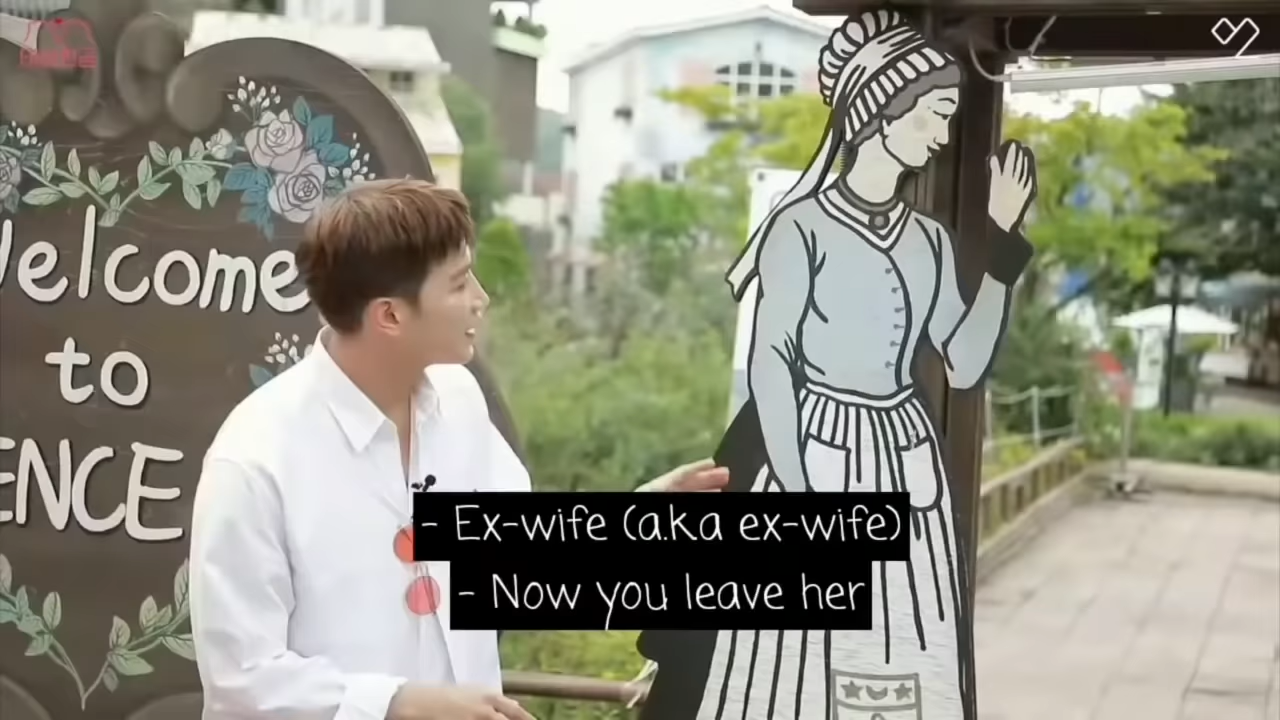 Welcome
to
ENCE
- Ex-wife (a.k.a ex-wife)
- Now you leave her